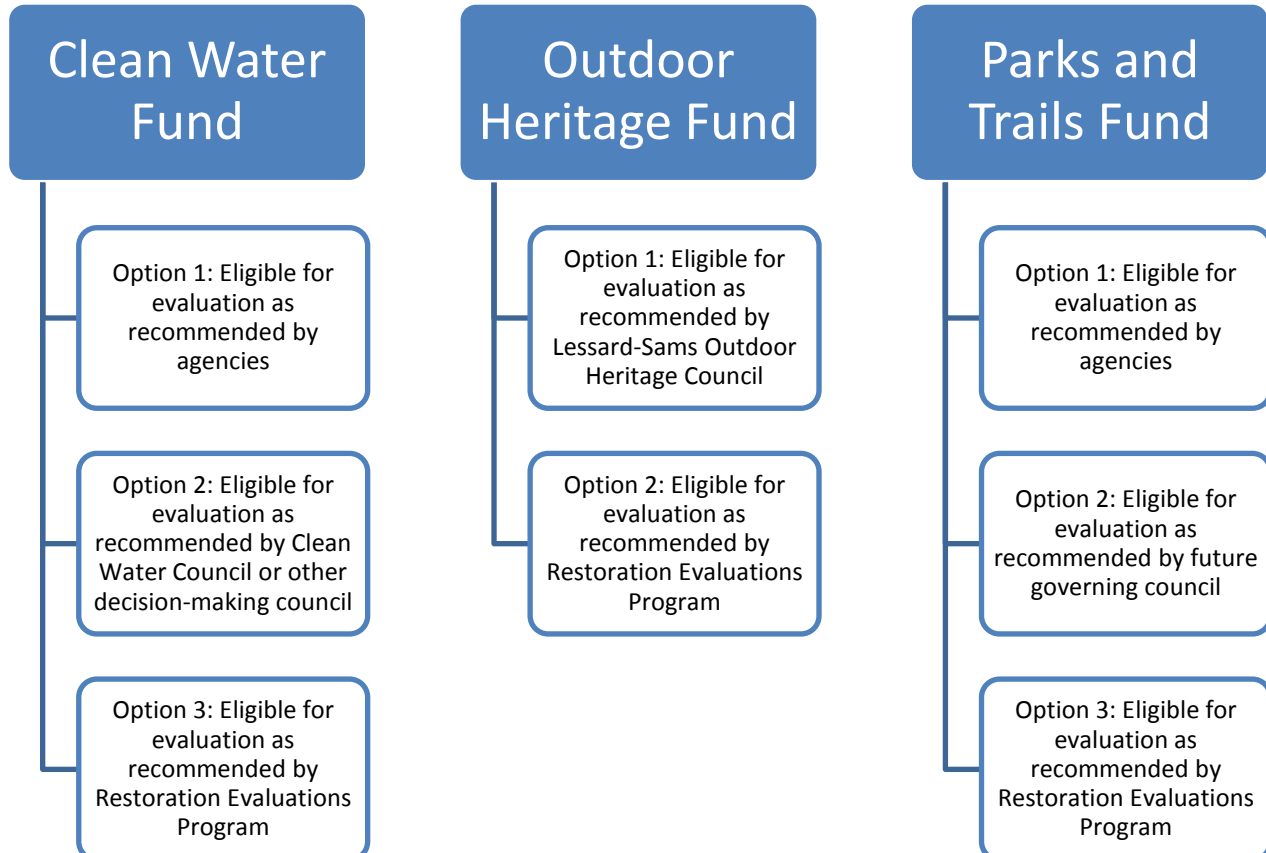 Clean Water
Fund
Option 1: Eligible for
evaluation as
recommended by
agencies
Option 2: Eligible for
evaluation as
recommended by Clean
Water Council or other
decision-making council
Option 3: Eligible for
evaluation as
recommended by
Restoration Evaluations
Program
Outdoor
Heritage Fund
Option 1: Eligible for
evaluation as
recommended by
Lessard-Sams Outdoor
Heritage Council
Option 2: Eligible for
evaluation as
recommended by
Restoration Evaluations
Program
Parks and
Trails Fund
Option 1: Eligible for
evaluation as
recommended by
agencies
Option 2: Eligible for
evaluation as
recommended by future
governing council
Option 3: Eligible for
evaluation as
recommended by
Restoration Evaluations
Program